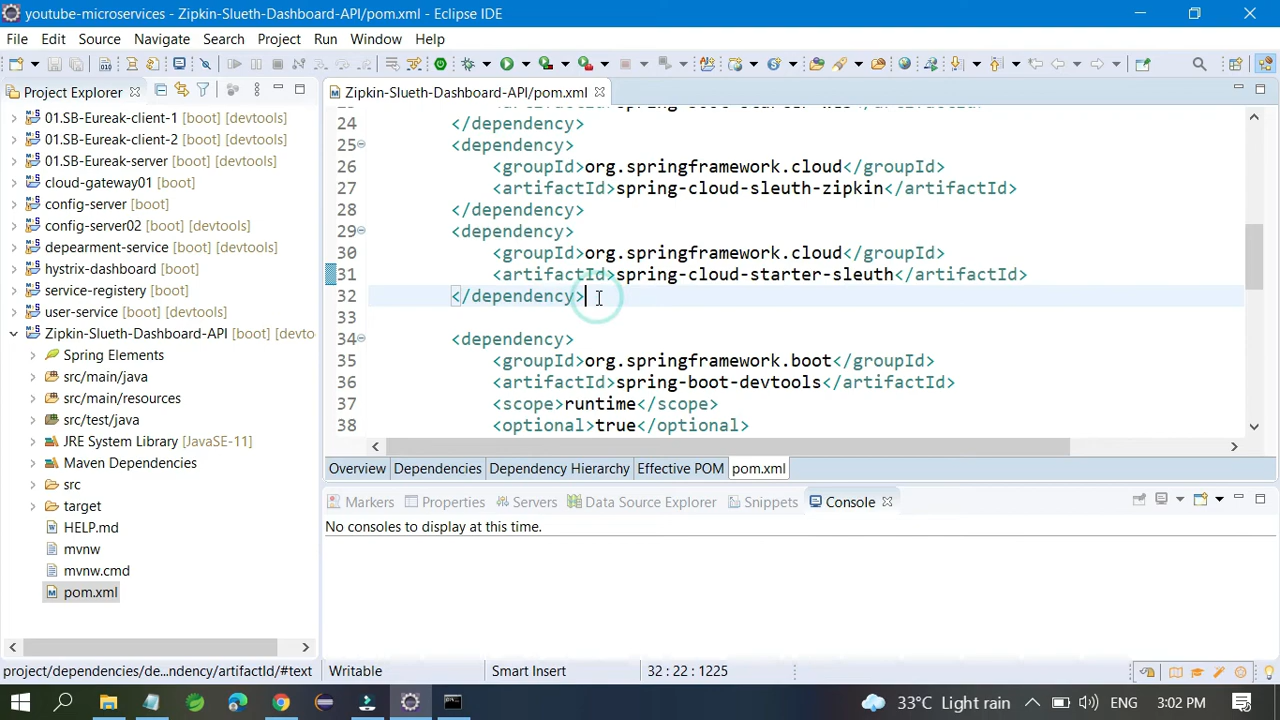 youtube-microservices - Zipkin-Slueth-Dashboard-API/pom.xml - Eclipse IDE
File Edit Source Navigate Search Project Run Window Help
Project Explorer
Zipkin-Slueth-Dashboard-API/pom.xml
01.SB-Eureak-client-1 [boot] [devtools]
01.SB-Eureak-client-2 [boot] [devtools]
01.SB-Eureak-server [boot] [devtools]
cloud-gateway01 [boot]
config-server [boot]
config-server02 [boot] [devtools]
depearment-service [boot] [devtools]
hystrix-dashboard [boot]
service-registery [boot] [devtools]
user-service [boot] [devtools]
Zipkin-Slueth-Dashboard-API [boot] [devto
Spring Elements
src/main/java
src/main/resources
src/test/java
JRE System Library [JavaSE-11]
Maven Dependencies
src
target
HELP.md
mvnw
mvnw.cmd
pom.xml
24 </dependency>
25 <dependency>
26 <groupId>org.springframework.cloud</groupId>
27 <artifactId>spring-cloud-sleuth-zipkin</artifactId>
28 </dependency>
29 <dependency>
30 <groupId>org.springframework.cloud</groupId>
31 <artifactId>spring-cloud-starter-sleuth</artifactId>
32 </dependency>
33
34 <dependency>
35 <groupId>org.springframework.boot</groupId>
36 <artifactId>spring-boot-devtools</artifactId>
37 <scope>runtime</scope>
38 <optional>true</optional>
Overview Dependencies Dependency Hierarchy Effective POM pom.xml
Markers Properties Servers Data Source Explorer Snippets Console
No consoles to display at this time.
project/dependencies/de...ndency/artifactId/#text Writable Smart Insert 32 : 22 : 1225
33°C Light rain ENG 3:02 PM